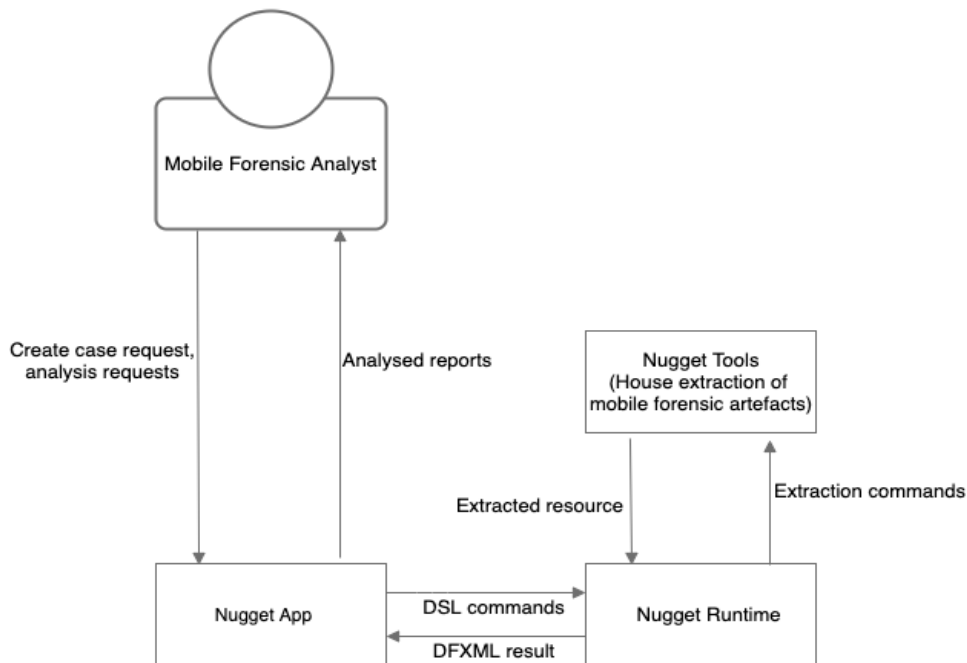 Mobile Forensic Analyst
Create case request,
analysis requests
Analysed reports
Nugget Tools
(House extraction of
mobile forensic artefacts)
Extracted resource
Extraction commands
Nugget App
DSL commands
DFXML result
Nugget Runtime